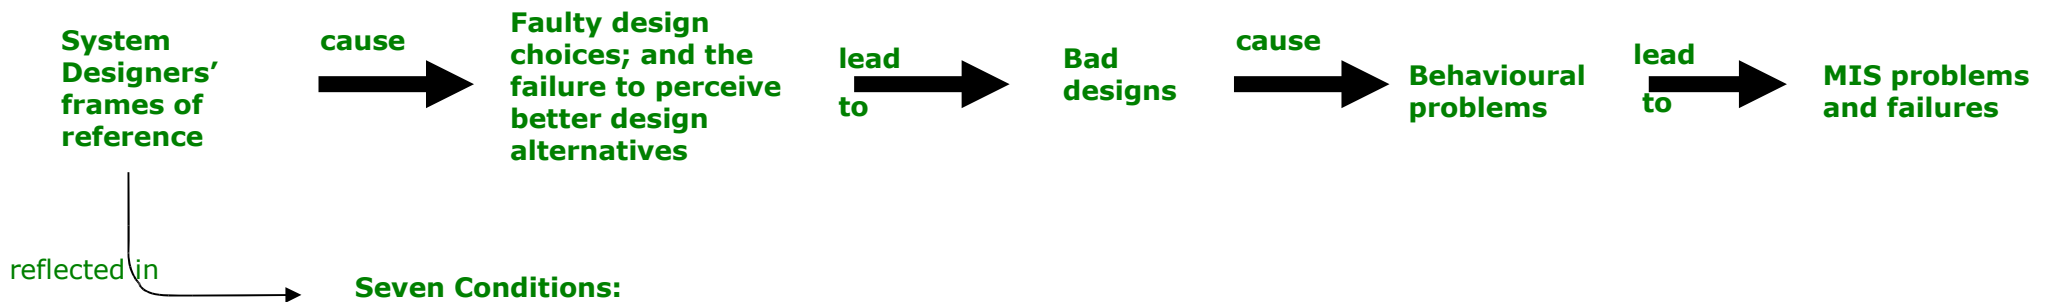 System
Designers’
frames of
reference
cause
Faulty design
choices; and the
failure to perceive
better design
alternatives
lead
to
Bad
designs
cause
Behavioural
problems
lead
to
MIS problems
and failures
reflected in
Seven Conditions: